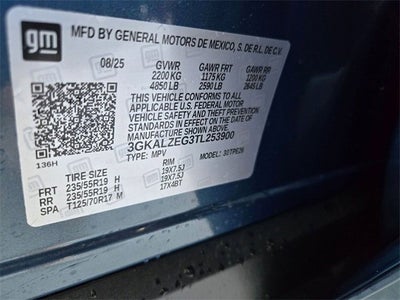 gm
MFD BY GENERAL MOTORS DE MEXICO, S. DE R.L. DE C.V.
08/25 GVWR GAWR FRT GAWR RR
2200 KG 1175 KG 1200 KG
4850 LB 2590 LB 2645 LB
THIS VEHICLE CONFORMS TO ALL
APPLICABLE U.S. FEDERAL MOTOR
VEHICLE SAFETY AND THEFT PREVENTION
STANDARDS IN EFFECT ON THE DATE OF
MANUFACTURE SHOWN ABOVE.
3GKALZEG3TL253900
TYPE: MPV MODEL: 3DTP626
136H
TIRE SIZE RIM
FRT 235/55R19 H 19X7.5J
RR 235/55R19 H 19X7.5J
SPA T125/70R17 M 17X4BT